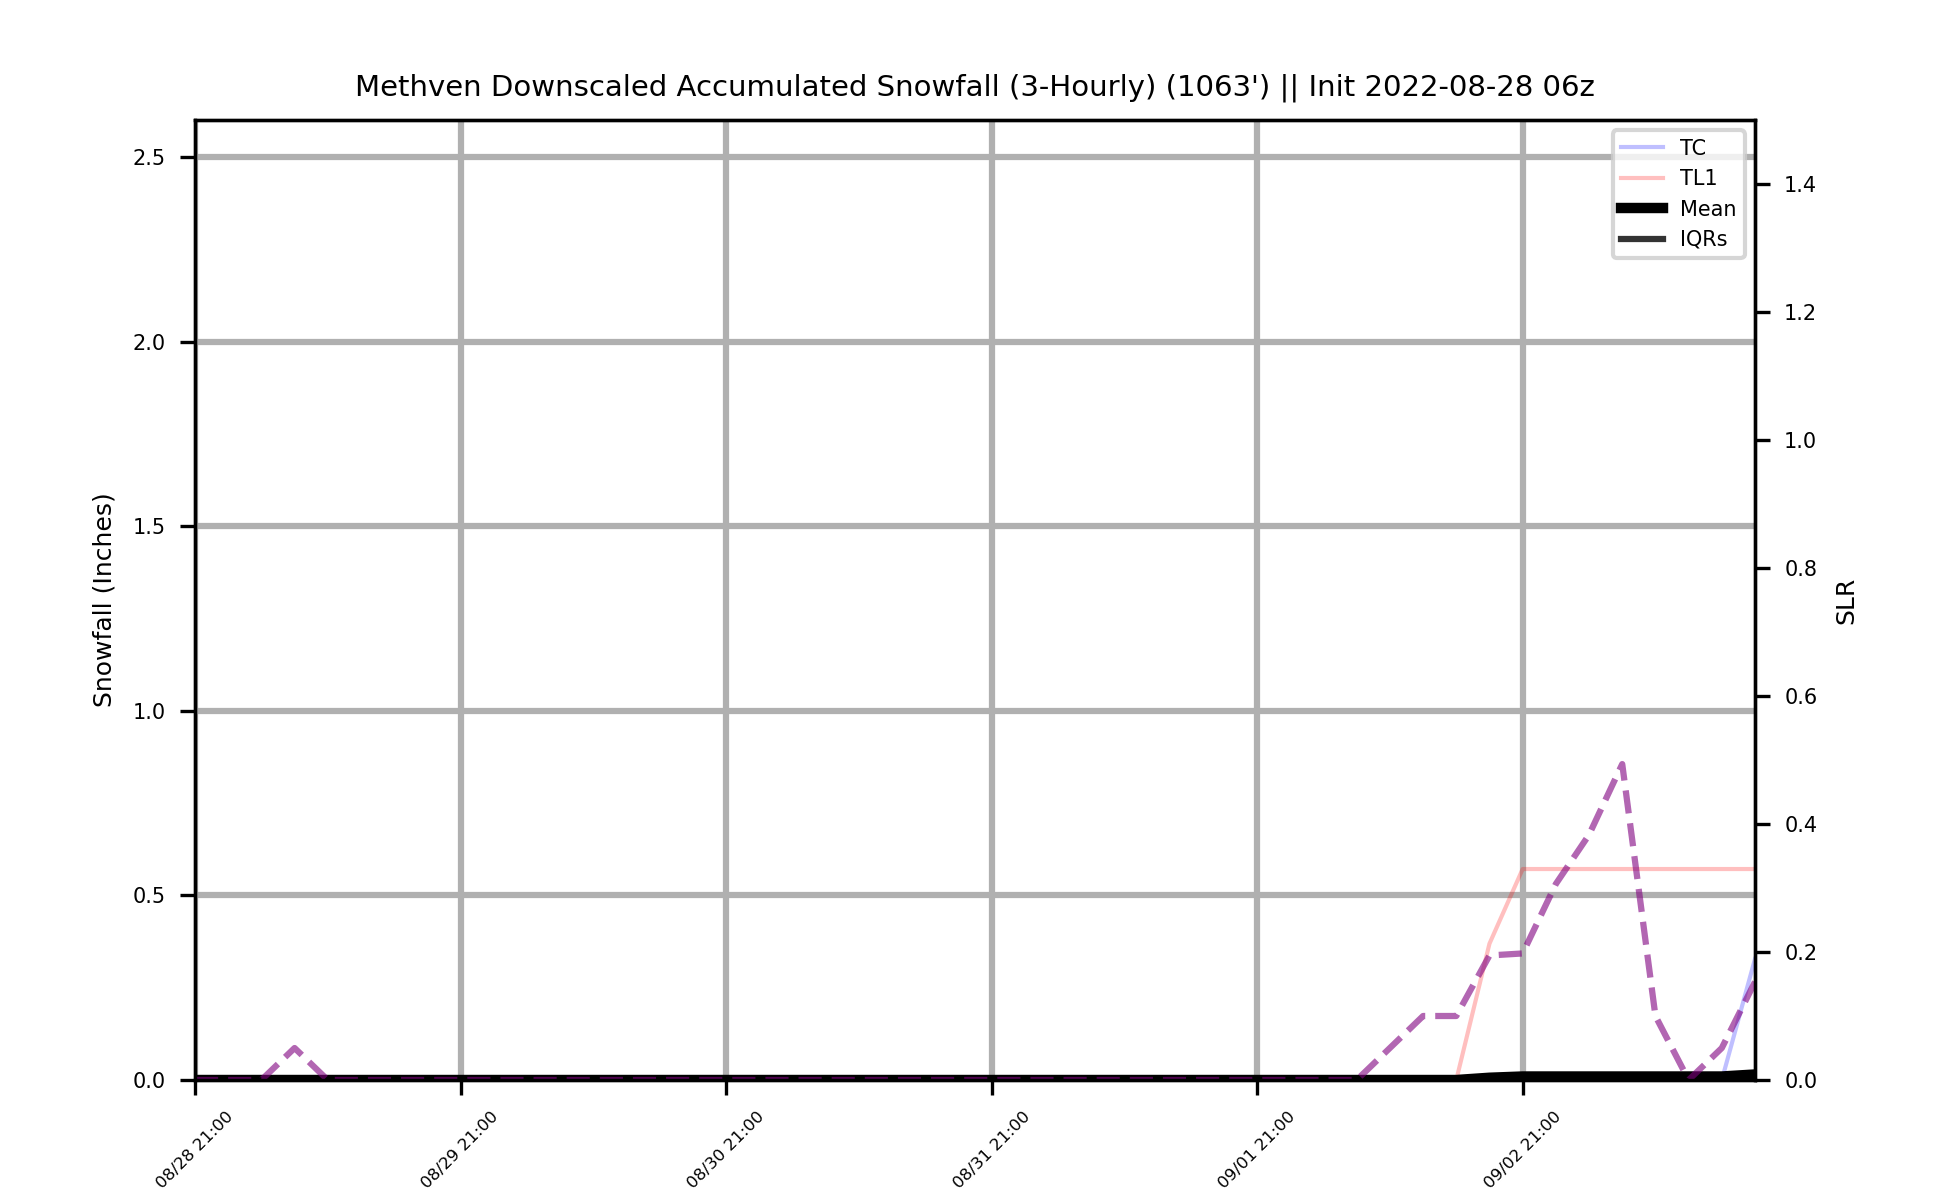 Methven Downscaled Accumulated Snowfall (3-Hourly) (1063') || Init 2022-08-28 06z
TC
TL1
Mean
IQRs
2.5
2.0
1.5
1.0
0.5
0.0
Snowfall (Inches)
1.4
1.2
1.0
0.8
0.6
0.4
0.2
0.0
SLR
08/28 21:00
08/29 21:00
08/30 21:00
08/31 21:00
09/01 21:00
09/02 21:00